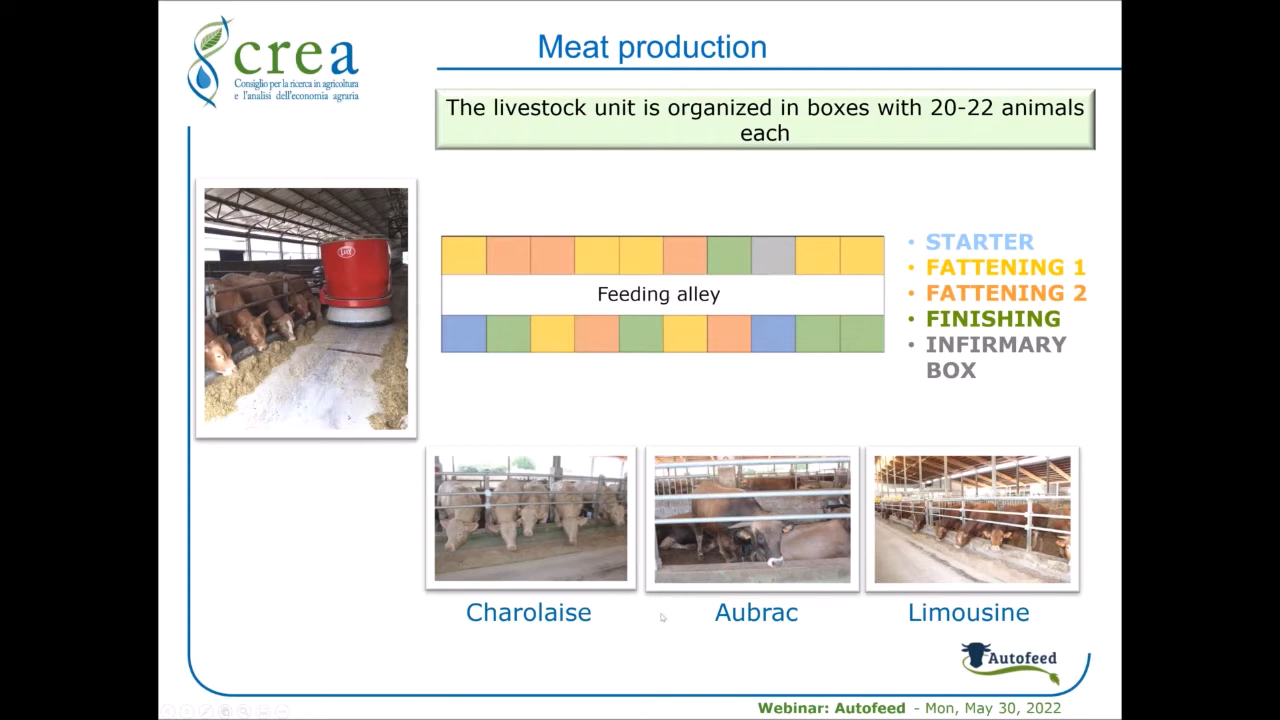 crea
Consiglio per la ricerca in agricoltura
e l'analisi dell'economia agraria
Meat production
The livestock unit is organized in boxes with 20-22 animals
each
Lely
Feeding alley
• STARTER
• FATTENING 1
• FATTENING 2
• FINISHING
• INFIRMARY
BOX
Charolaise
Aubrac
Limousine
Autofeed
Webinar: Autofeed - Mon, May 30, 2022